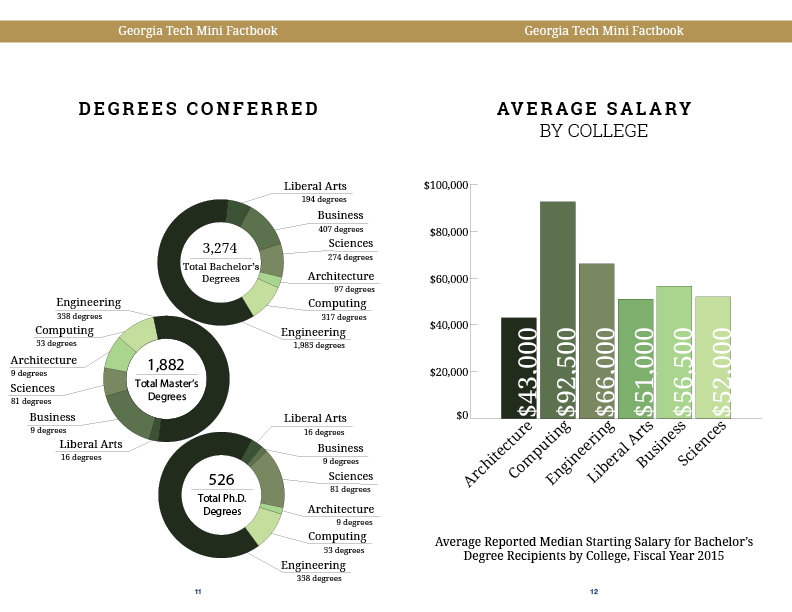 Georgia Tech Mini Factbook
DEGREES CONFERRED
Liberal Arts
194 degrees
Business
407 degrees
Sciences
274 degrees
Architecture
97 degrees
Computing
317 degrees
Engineering
1,985 degrees
3,274
Total Bachelor's
Degrees
Engineering
358 degrees
Computing
53 degrees
Architecture
9 degrees
Sciences
81 degrees
Business
9 degrees
Liberal Arts
16 degrees
1,882
Total Master's
Degrees
Liberal Arts
16 degrees
Business
9 degrees
Sciences
81 degrees
Architecture
9 degrees
Computing
53 degrees
Engineering
358 degrees
526
Total Ph.D.
Degrees
11
Georgia Tech Mini Factbook
AVERAGE SALARY
BY COLLEGE
$100,000
$80,000
$60,000
$40,000
$20,000
$0
$43,000
$92,500
$66,000
$51,000
$56,500
$52,000
Architecture
Computing
Engineering
Liberal Arts
Business
Sciences
Average Reported Median Starting Salary for Bachelor's
Degree Recipients by College, Fiscal Year 2015
12